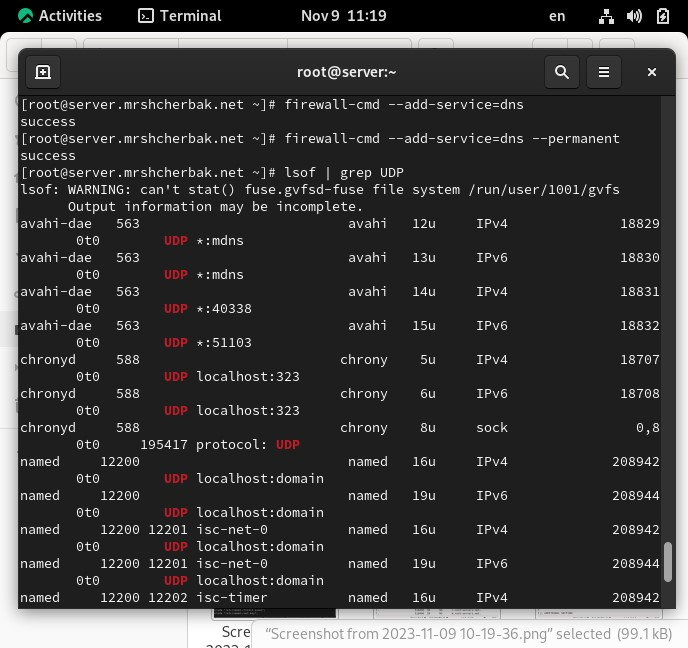 Activities Terminal Nov 9 11:19 en
root@server:~
[root@server.mrshcherbak.net ~]# firewall-cmd --add-service=dns
success
[root@server.mrshcherbak.net ~]# firewall-cmd --add-service=dns --permanent
success
[root@server.mrshcherbak.net ~]# lsof | grep UDP
lsof: WARNING: can't stat() fuse.gvfsd-fuse file system /run/user/1001/gvfs
      Output information may be incomplete.
avahi-dae   563                          avahi   12u     IPv4              18829
       0t0        UDP *:mdns
avahi-dae   563                          avahi   13u     IPv6              18830
       0t0        UDP *:mdns
avahi-dae   563                          avahi   14u     IPv4              18831
       0t0        UDP *:40338
avahi-dae   563                          avahi   15u     IPv6              18832
       0t0        UDP *:51103
chronyd     588                         chrony    5u     IPv4              18707
       0t0        UDP localhost:323
chronyd     588                         chrony    6u     IPv6              18708
       0t0        UDP localhost:323
chronyd     588                         chrony    8u     sock                0,8
       0t0     195417 protocol: UDP
named     12200                          named   16u     IPv4             208942
       0t0        UDP localhost:domain
named     12200                          named   19u     IPv6             208944
       0t0        UDP localhost:domain
named     12200 12201 isc-net-0          named   16u     IPv4             208942
       0t0        UDP localhost:domain
named     12200 12201 isc-net-0          named   19u     IPv6             208944
       0t0        UDP localhost:domain
named     12200 12202 isc-timer          named   16u     IPv4             208942
Scre
“Screenshot from 2023-11-09 10-19-36.png” selected (99.1 kB)